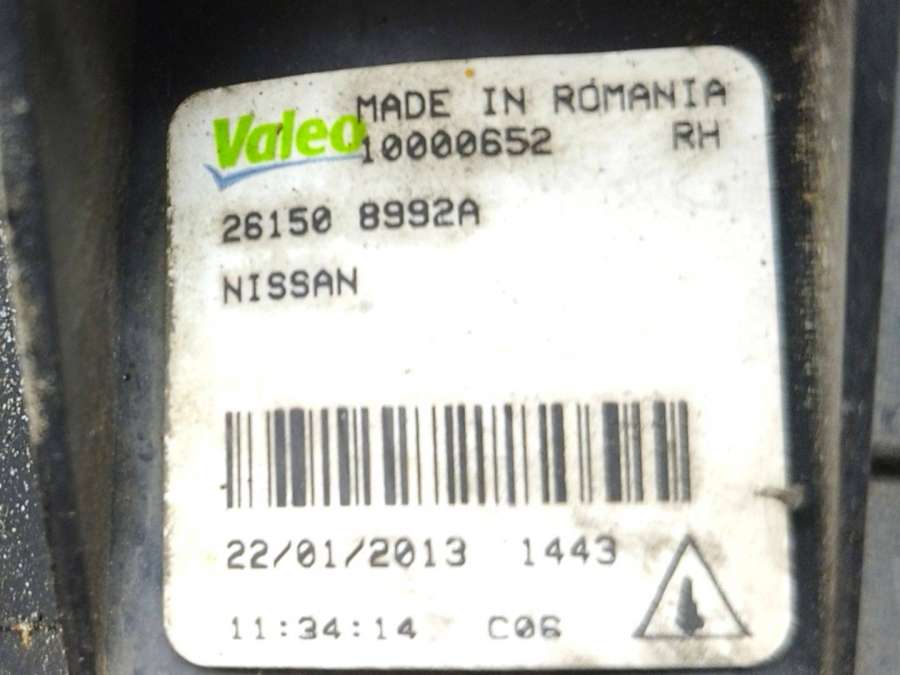 Valeo MADE IN ROMANIA
10000652 RH
26150 8992A
NISSAN
22/01/2013 1443
11:34:14 C06